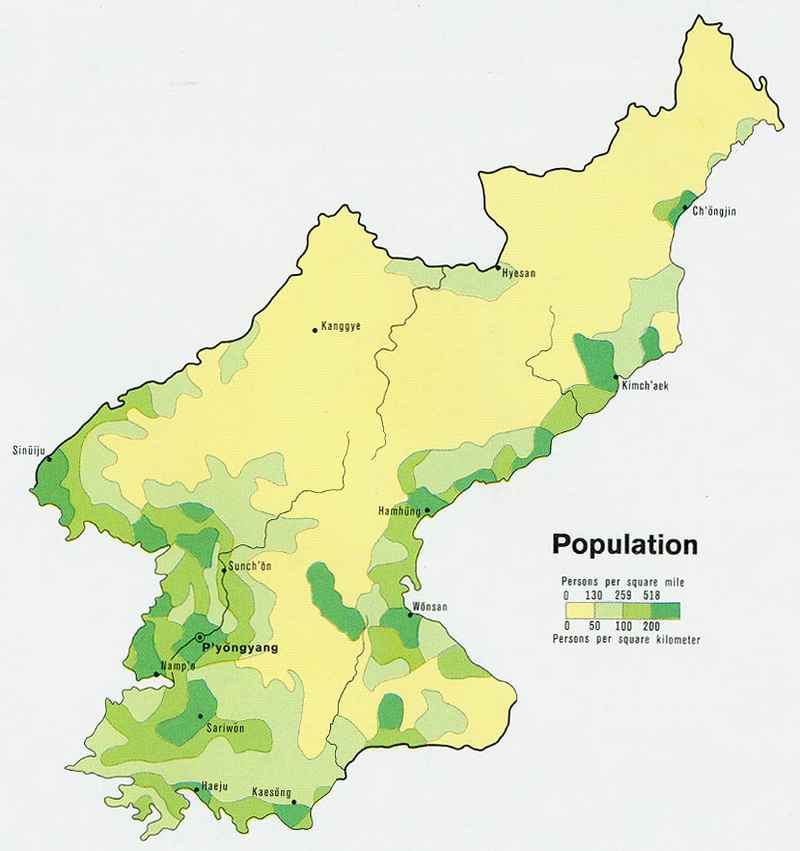 Ch'ŏngjin
Hyesan
Kanggye
Kimch'aek
Sinŭiju
Hamhŭng
Sunch'ŏn
Wŏnsan
P'yŏngyang
Namp'o
Sariwŏn
Haeju
Kaesŏng
Population
Persons per square mile
0 130 259 518
0 50 100 200
Persons per square kilometer